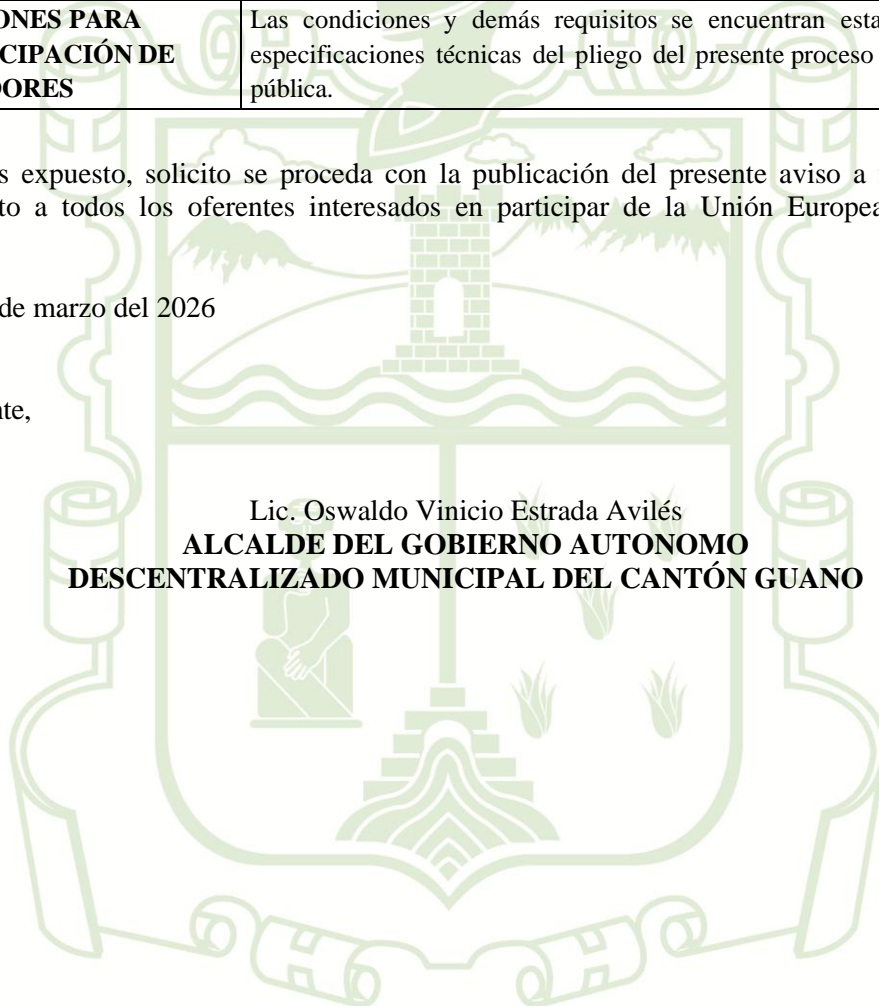 ONES PARA
CIPACIÓN DE
DORES
Las condiciones y demás requisitos se encuentran esta
especificaciones técnicas del pliego del presente proceso
pública.
s expuesto, solicito se proceda con la publicación del presente aviso a
to a todos los oferentes interesados en participar de la Unión Europea
de marzo del 2026
nte,
Lic. Oswaldo Vinicio Estrada Avilés
ALCALDE DEL GOBIERNO AUTONOMO
DESCENTRALIZADO MUNICIPAL DEL CANTÓN GUANO